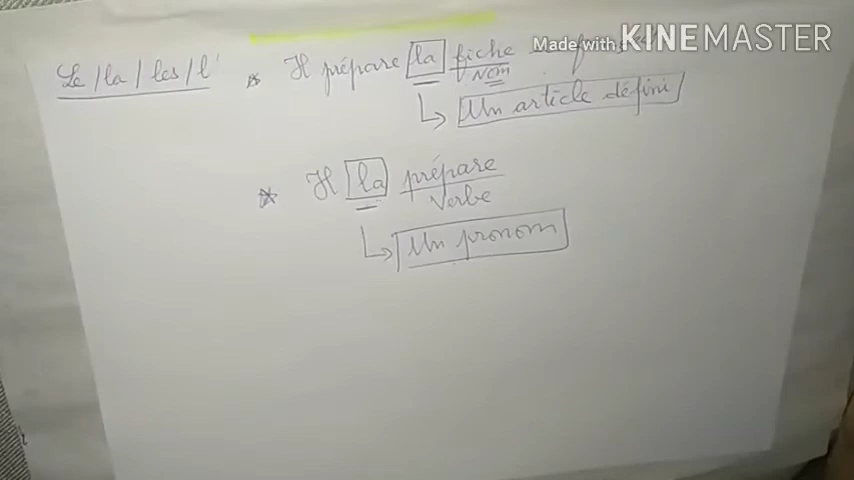 Le / la / les / l'
* Il prépare la fiche
Nom
Un article défini
* Il la prépare
Verbe
Un pronom
Made with KINEMASTER